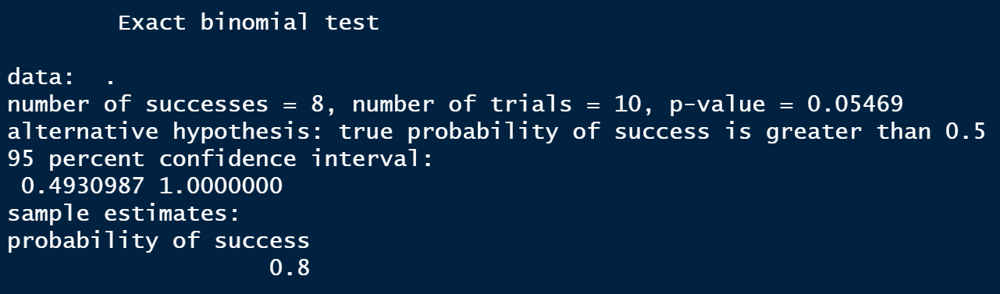 Exact binomial test
data:  .
number of successes = 8, number of trials = 10, p-value = 0.05469
alternative hypothesis: true probability of success is greater than 0.5
95 percent confidence interval:
0.4930987 1.0000000
sample estimates:
probability of success
0.8